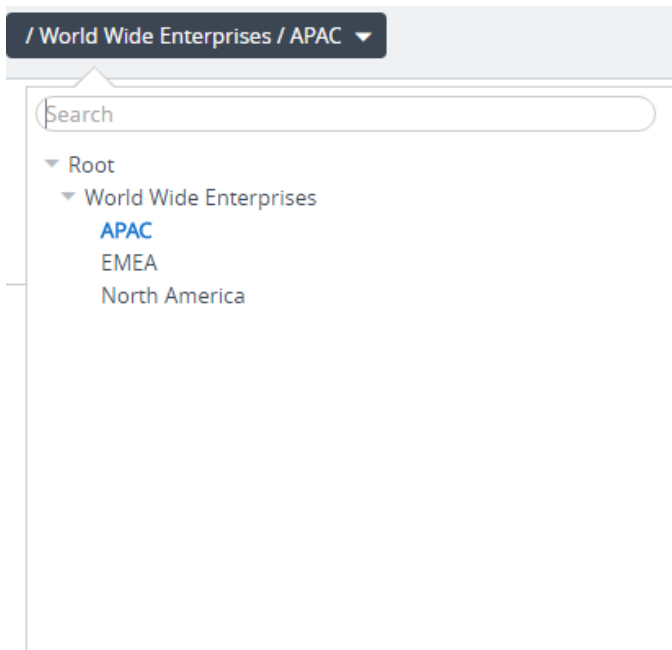 / World Wide Enterprises / APAC
Search
Root
World Wide Enterprises
APAC
EMEA
North America